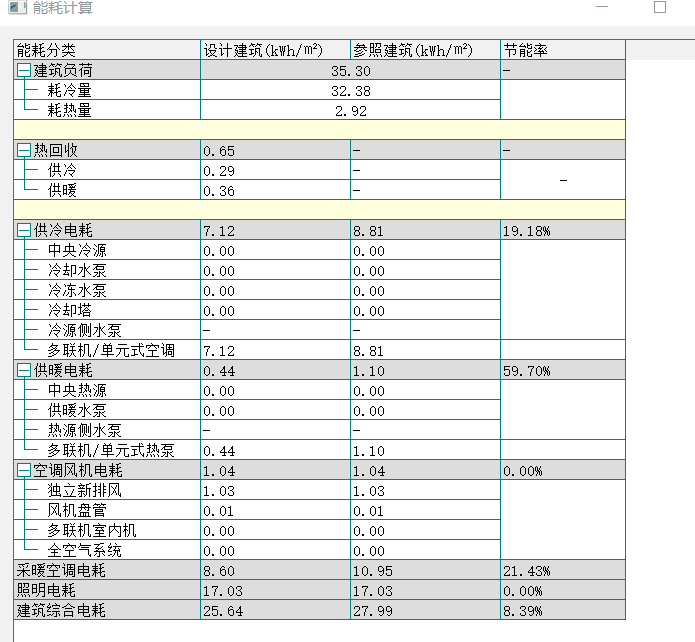 能耗计算
能耗分类 设计建筑(kWh/㎡) 参照建筑(kWh/㎡) 节能率
建筑负荷 35.30 -
耗冷量 32.38
耗热量 2.92
热回收 0.65 - -
供冷 0.29 - -
供暖 0.36 -
供冷电耗 7.12 8.81 19.18%
中央冷源 0.00 0.00
冷却水泵 0.00 0.00
冷冻水泵 0.00 0.00
冷却塔 0.00 0.00
冷源侧水泵 - -
多联机/单元式空调 7.12 8.81
供暖电耗 0.44 1.10 59.70%
中央热源 0.00 0.00
供暖水泵 0.00 0.00
热源侧水泵 - -
多联机/单元式热泵 0.44 1.10
空调风机电耗 1.04 1.04 0.00%
独立新排风 1.03 1.03
风机盘管 0.01 0.01
多联机室内机 0.00 0.00
全空气系统 0.00 0.00
采暖空调电耗 8.60 10.95 21.43%
照明电耗 17.03 17.03 0.00%
建筑综合电耗 25.64 27.99 8.39%